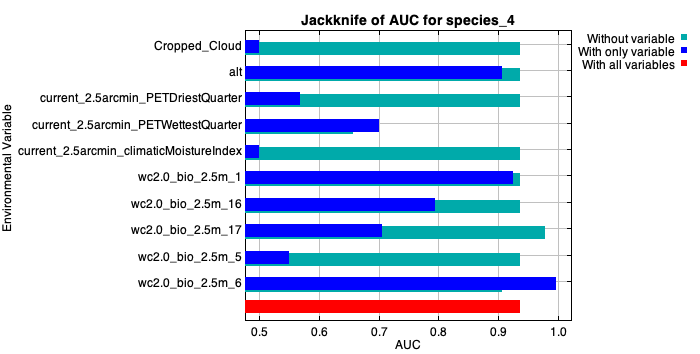 Jackknife of AUC for species_4
Without variable
With only variable
With all variables
Environmental Variable
Cropped_Cloud
alt
current_2.5arcmin_PETDriestQuarter
current_2.5arcmin_PETWettestQuarter
current_2.5arcmin_climaticMoistureIndex
wc2.0_bio_2.5m_1
wc2.0_bio_2.5m_16
wc2.0_bio_2.5m_17
wc2.0_bio_2.5m_5
wc2.0_bio_2.5m_6
0.5 0.6 0.7 0.8 0.9 1.0
AUC